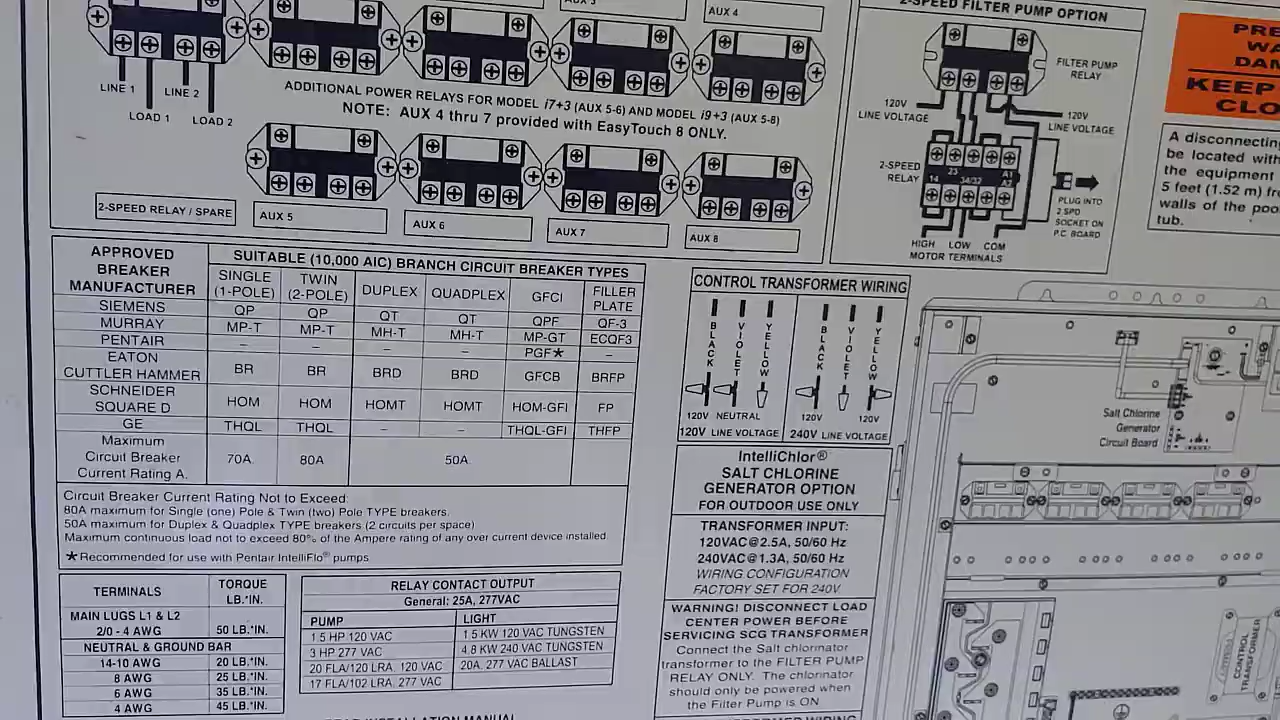 AUX 4
LINE 1
LINE 2
LOAD 1
LOAD 2
ADDITIONAL POWER RELAYS FOR MODEL i7+3 (AUX 5-6) AND MODEL i9+3 (AUX 5-8)
NOTE: AUX 4 thru 7 provided with EasyTouch 8 ONLY.
2-SPEED RELAY / SPARE
AUX 5
AUX 6
AUX 7
AUX 8
2-SPEED FILTER PUMP OPTION
FILTER PUMP
RELAY
120V
LINE VOLTAGE
120V
LINE VOLTAGE
2-SPEED
RELAY
23
14
34/32
A1
A2
PLUG INTO
2 SPD
SOCKET ON
P.C. BOARD
HIGH LOW COM
MOTOR TERMINALS
KEEP
A disconnecting
be located with
the equipment
5 feet (1.52 m)
walls of the
tub.
APPROVED
BREAKER
MANUFACTURER
SUITABLE (10,000 AIC) BRANCH CIRCUIT BREAKER TYPES
SINGLE (1-POLE) TWIN (2-POLE) DUPLEX QUADPLEX GFCI FILLER PLATE
SIEMENS QP QP QT QT QPF QF-3
MURRAY MP-T MP-T MH-T MH-T MP-GT ECQF3
PENTAIR – – – – PGF★ –
EATON
CUTTLER HAMMER BR BR BRD BRD GFCB BRFP
SCHNEIDER
SQUARE D HOM HOM HOMT HOMT HOM-GFI FP
GE THQL THQL – – THQL-GFI THFP
Maximum
Circuit Breaker
Current Rating A. 70A 80A 50A
Circuit Breaker Current Rating Not to Exceed:
80A maximum for Single (one) Pole & Twin (two) Pole TYPE breakers.
50A maximum for Duplex & Quadplex TYPE breakers (2 circuits per space)
Maximum continuous load not to exceed 80% of the Ampere rating of any over current device installed
★Recommended for use with Pentair IntelliFlo® pumps
TERMINALS TORQUE LB.*IN.
MAIN LUGS L1 & L2
2/0 - 4 AWG 50 LB.*IN.
NEUTRAL & GROUND BAR
14-10 AWG 20 LB.*IN.
8 AWG 25 LB.*IN.
6 AWG 35 LB.*IN.
4 AWG 45 LB.*IN.
RELAY CONTACT OUTPUT
General: 25A, 277VAC
PUMP LIGHT
1.5 HP 120 VAC 1.5 KW 120 VAC TUNGSTEN
3 HP 277 VAC 4.8 KW 240 VAC TUNGSTEN
20 FLA/120 LRA, 120 VAC 20A, 277 VAC BALLAST
17 FLA/102 LRA, 277 VAC
INSTALLATION MANUAL
CONTROL TRANSFORMER WIRING
BLACK VIOLET YELLOW BLACK VIOLET YELLOW
120V NEUTRAL 120V 120V
120V LINE VOLTAGE 240V LINE VOLTAGE
IntelliChlor®
SALT CHLORINE
GENERATOR OPTION
FOR OUTDOOR USE ONLY
TRANSFORMER INPUT:
120VAC@2.5A, 50/60 Hz
240VAC@1.3A, 50/60 Hz
WIRING CONFIGURATION
FACTORY SET FOR 240V.
WARNING! DISCONNECT LOAD
CENTER POWER BEFORE
SERVICING SCG TRANSFORMER
Connect the Salt chlorinator
transformer to the FILTER PUMP
RELAY ONLY. The chlorinator
should only be powered when
the Filter Pump is ON
Salt Chlorine
Generator
Circuit Board
CONTROL
TRANSFORMER